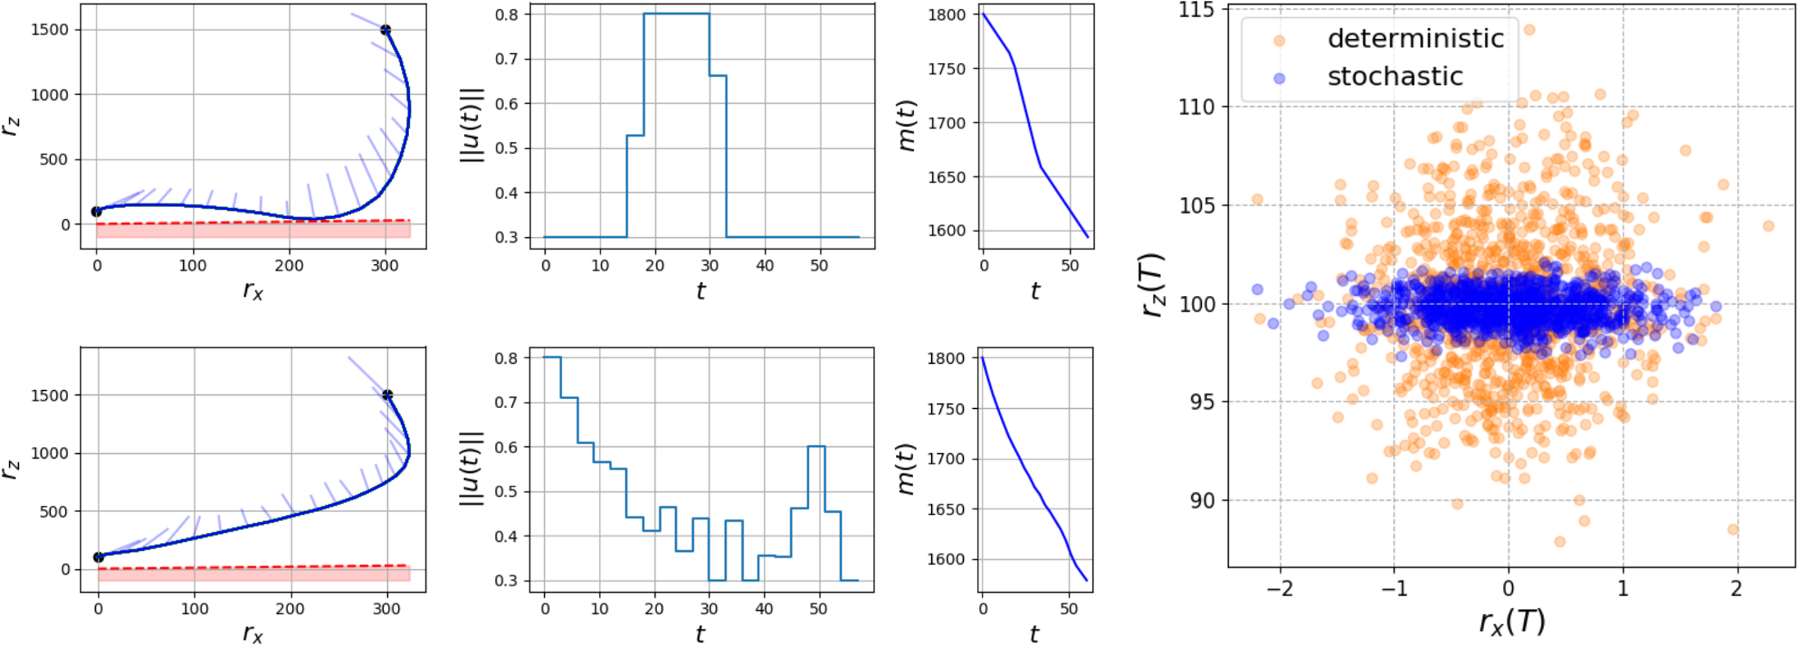 1500
1000
500
0
r_z
0 100 200 300
r_x
0.8
0.7
0.6
0.5
0.4
0.3
||u(t)||
0 10 20 30 40 50
t
1800
1750
1700
1650
1600
m(t)
0 50
t
1500
1000
500
0
r_z
0 100 200 300
r_x
0.8
0.7
0.6
0.5
0.4
0.3
||u(t)||
0 10 20 30 40 50
t
1800
1750
1700
1650
1600
m(t)
0 50
t
115
110
105
100
95
90
r_z(T)
deterministic
stochastic
−2 −1 0 1 2
r_x(T)